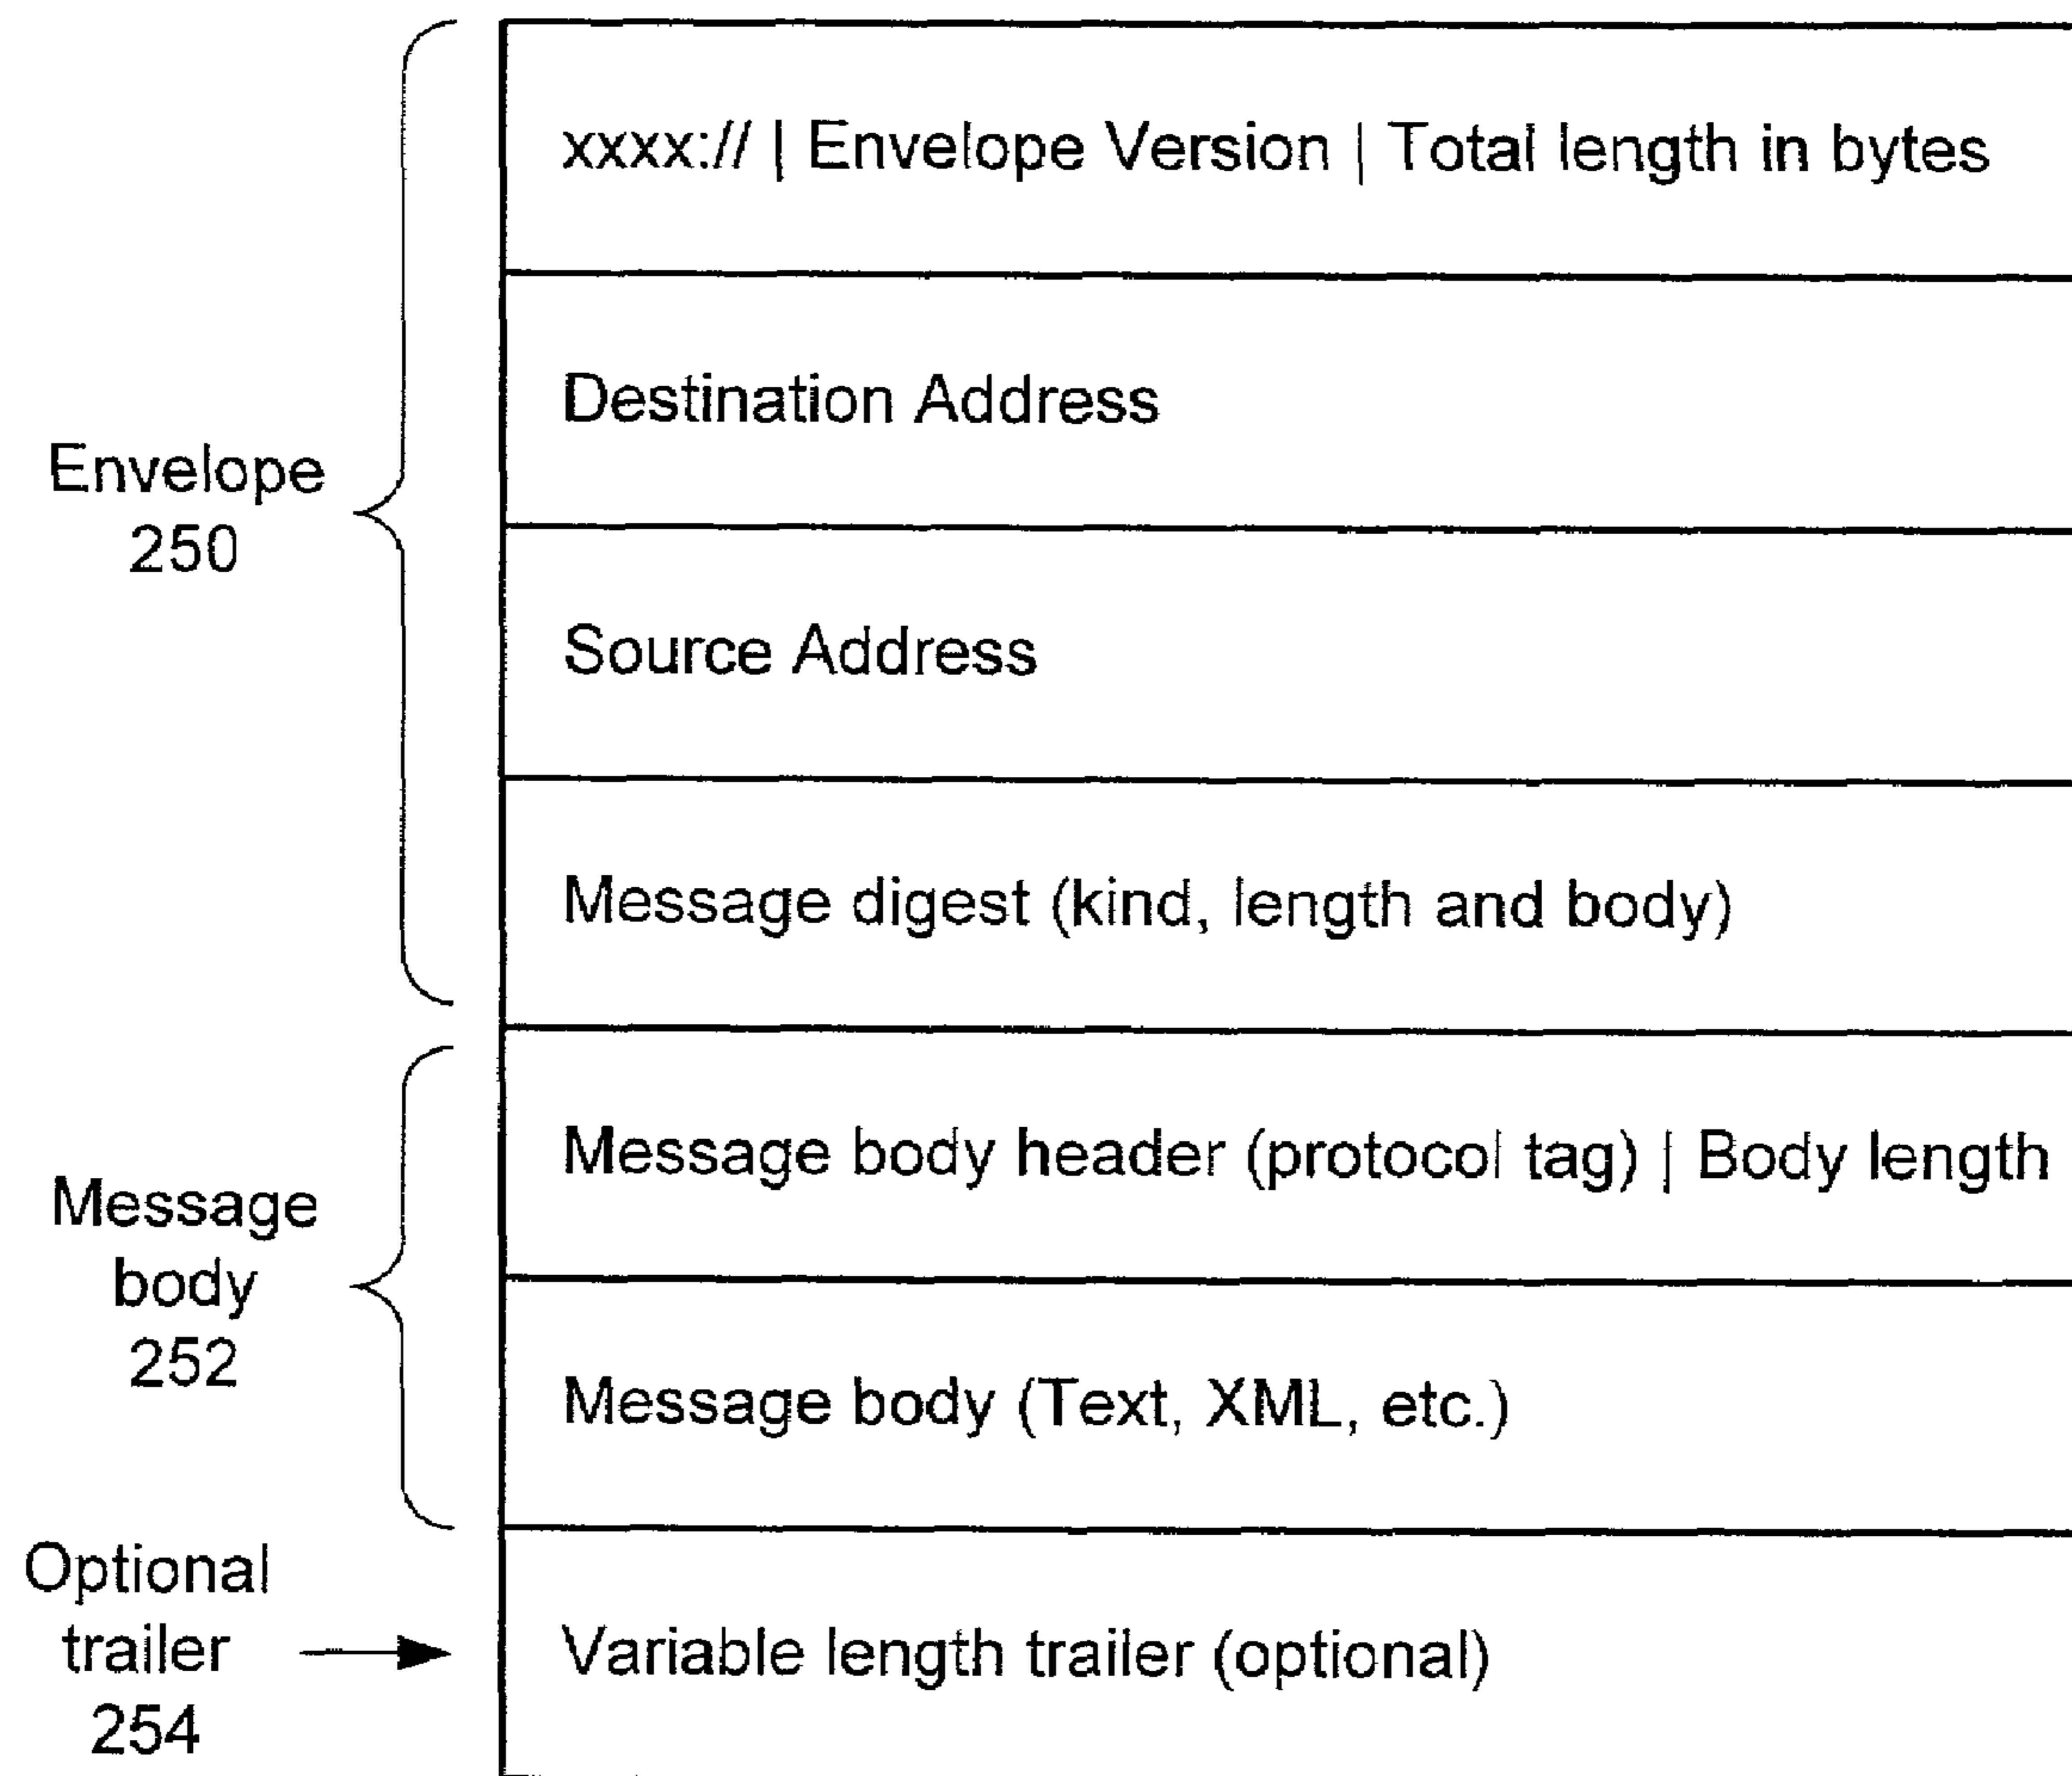 xxxx:// | Envelope Version | Total length in bytes
Destination Address
Envelope
250
Source Address
Message digest (kind, length and body)
Message body header (protocol tag) | Body length
Message
body
252
Message body (Text, XML, etc.)
Optional
trailer
254
Variable length trailer (optional)